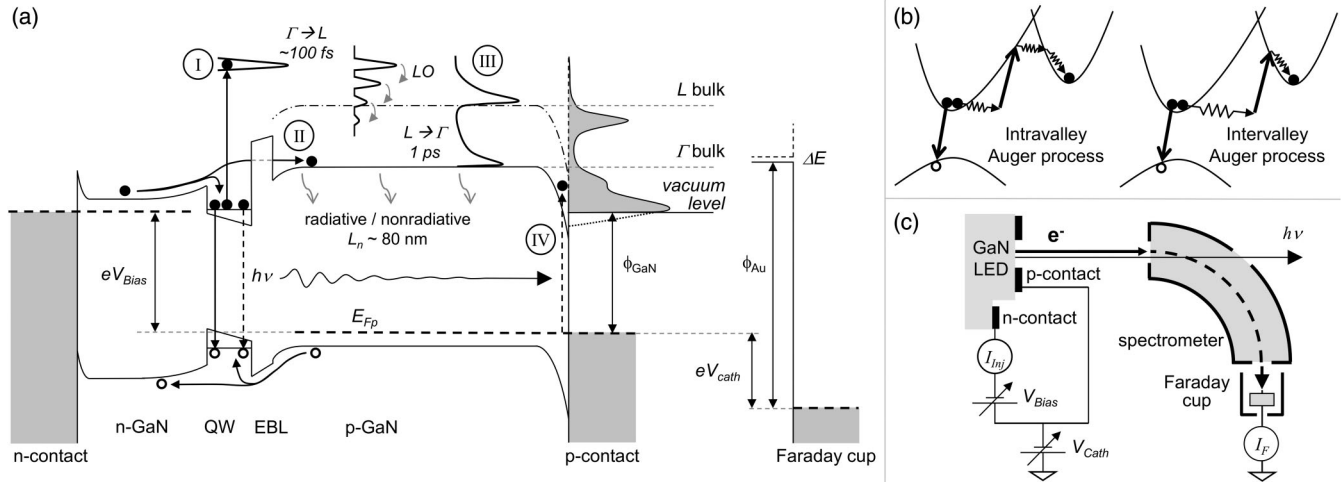 (a)
Γ→L
~100 fs
I
LO
III
L bulk
II
L→Γ
1 ps
Γ bulk
ΔE
vacuum
level
radiative / nonradiative
Lₙ ~ 80 nm
IV
eV_Bias
hν
ϕ_GaN
ϕ_Au
E_Fp
eV_cath
n-GaN
QW
EBL
p-GaN
n-contact
p-contact
Faraday cup
(b)
Intravalley
Auger process
Intervalley
Auger process
(c)
GaN
LED
e⁻
hν
p-contact
n-contact
spectrometer
I_Inj
V_Bias
Faraday
cup
V_Cath
I_F